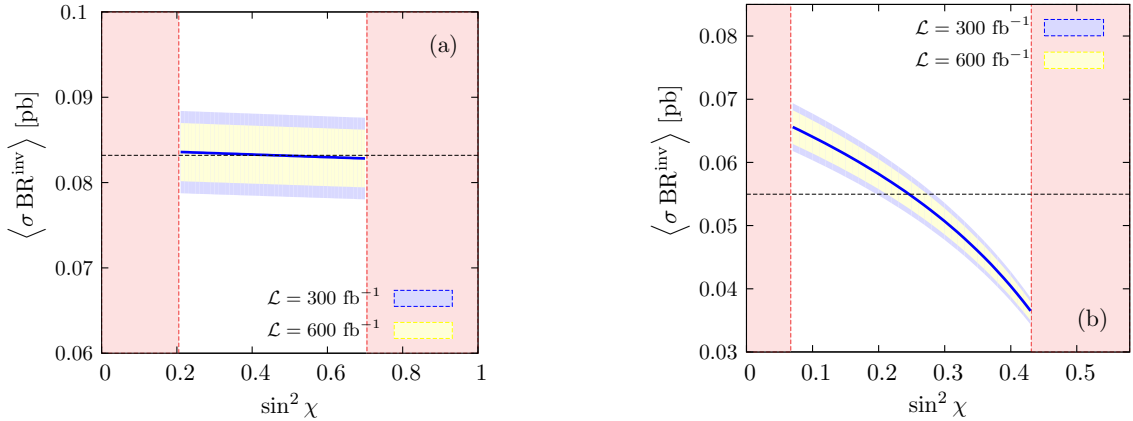 0.1
0.09
0.08
0.07
0.06
0 0.2 0.4 0.6 0.8 1
⟨σ BR^inv⟩ [pb]
sin² χ
(a)
ℒ = 300 fb⁻¹
ℒ = 600 fb⁻¹
0.08
0.07
0.06
0.05
0.04
0.03
0 0.1 0.2 0.3 0.4 0.5
⟨σ BR^inv⟩ [pb]
sin² χ
ℒ = 300 fb⁻¹
ℒ = 600 fb⁻¹
(b)